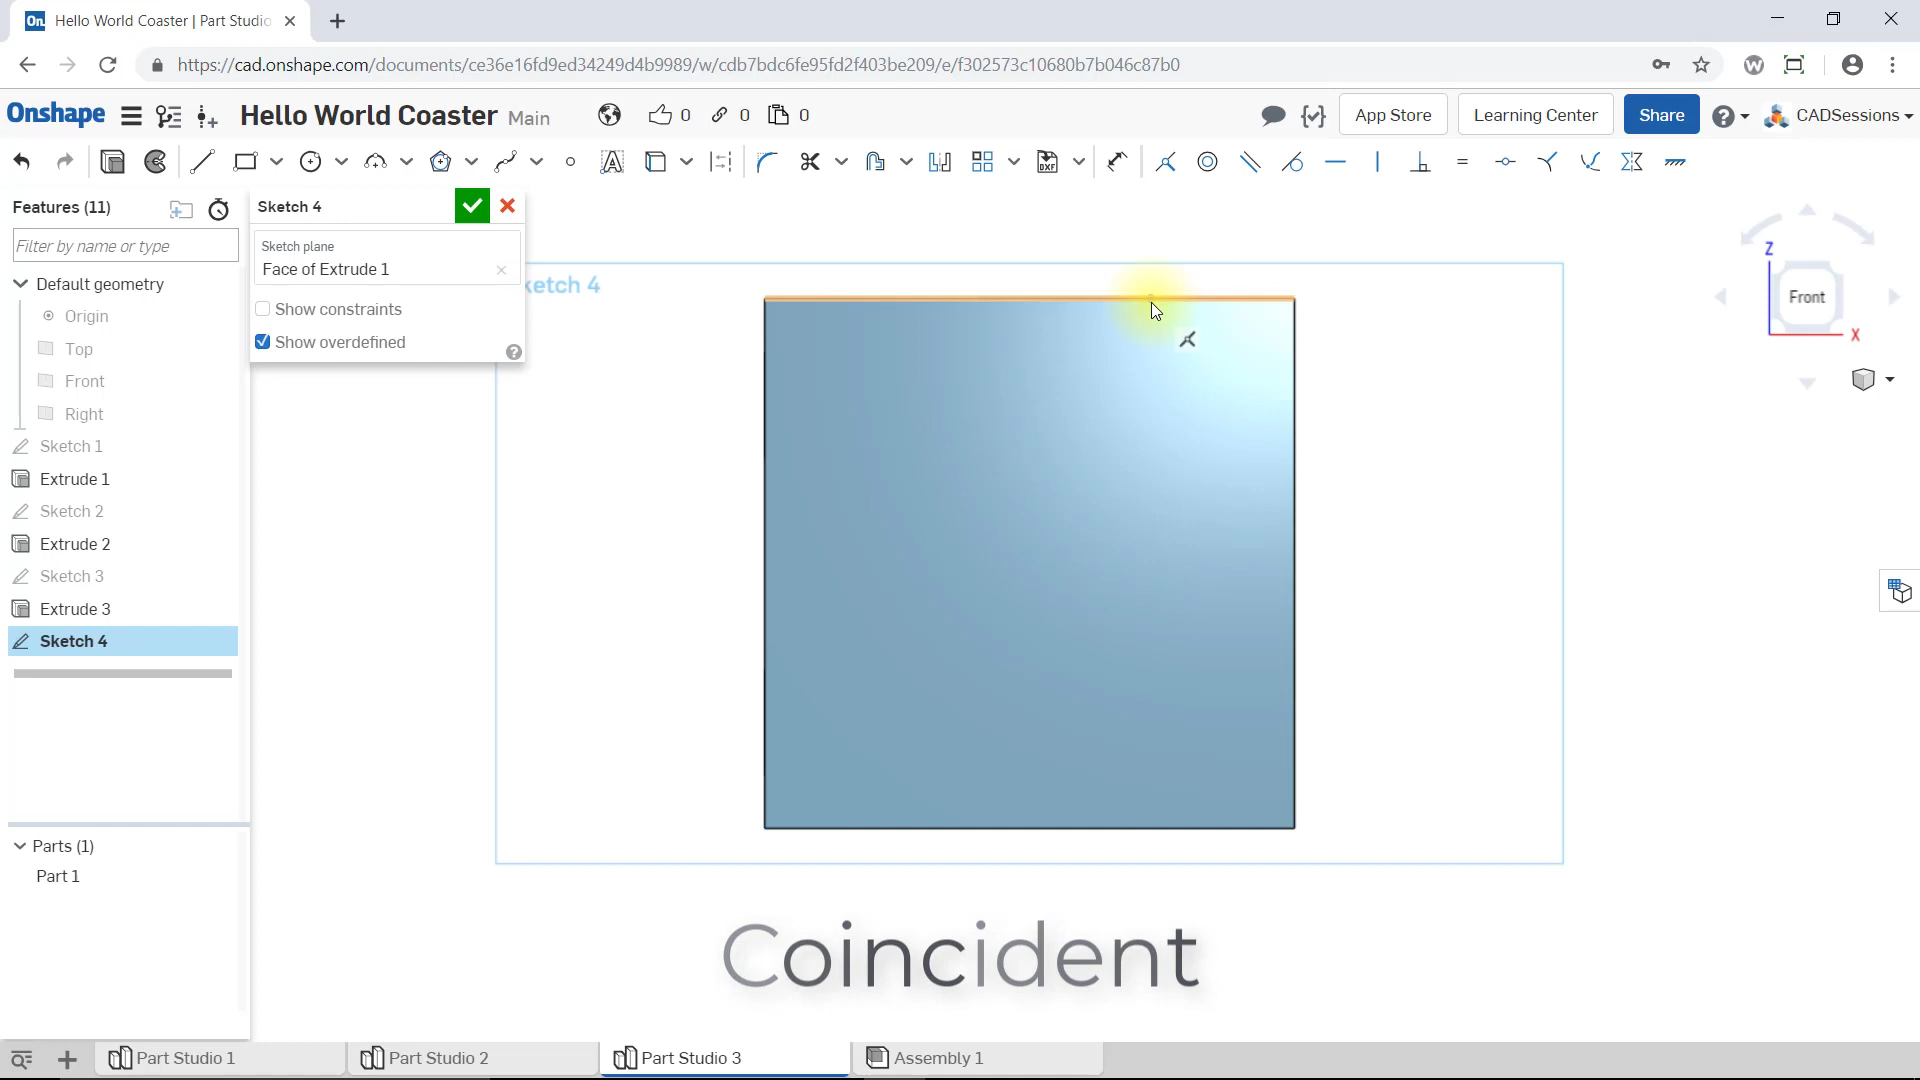 Hello World Coaster | Part Studio
https://cad.onshape.com/documents/ce36e16fd9ed34249d4b9989/w/cdb7bdc6fe95fd2f403be209/e/f302573c10680b7b046c87b0
Onshape
Hello World Coaster Main
0
0
0
App Store
Learning Center
Share
CADSessions
Features (11)
Filter by name or type
Default geometry
Origin
Top
Front
Right
Sketch 1
Extrude 1
Sketch 2
Extrude 2
Sketch 3
Extrude 3
Sketch 4
Parts (1)
Part 1
Sketch 4
Sketch plane
Face of Extrude 1
Show constraints
Show overdefined
ketch 4
Z
Front
X
Coincident
Part Studio 1
Part Studio 2
Part Studio 3
Assembly 1